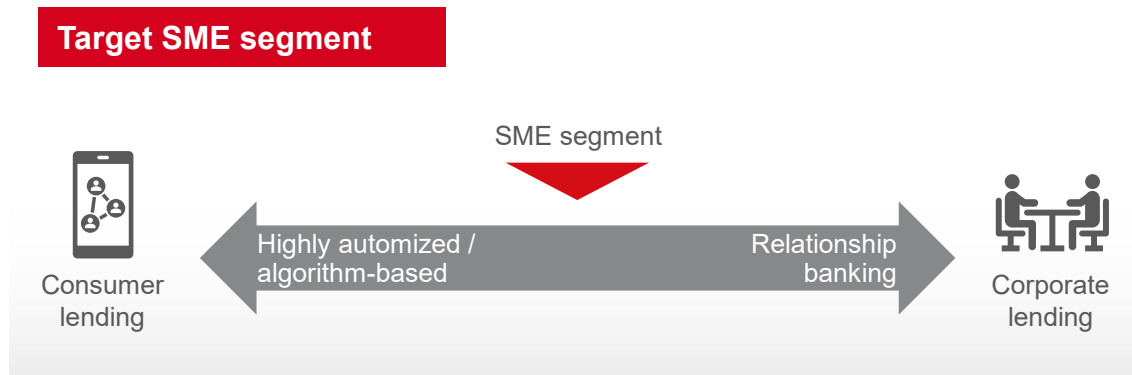 Target SME segment
SME segment
Highly automized /
algorithm-based
Relationship
banking
Consumer
lending
Corporate
lending